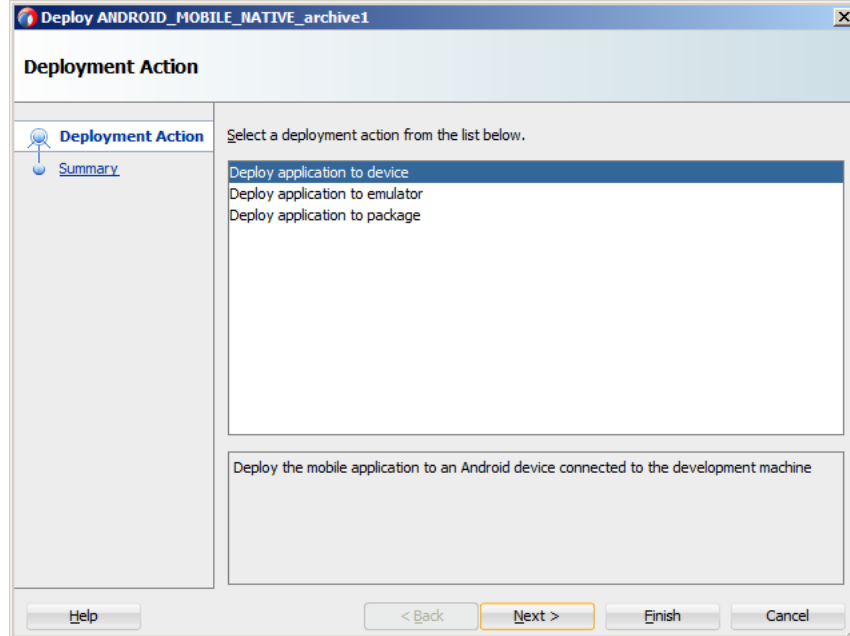 Deploy ANDROID_MOBILE_NATIVE_archive1
Deployment Action
Deployment Action
Summary
Select a deployment action from the list below.
Deploy application to device
Deploy application to emulator
Deploy application to package
Deploy the mobile application to an Android device connected to the development machine
Help
< Back
Next >
Finish
Cancel